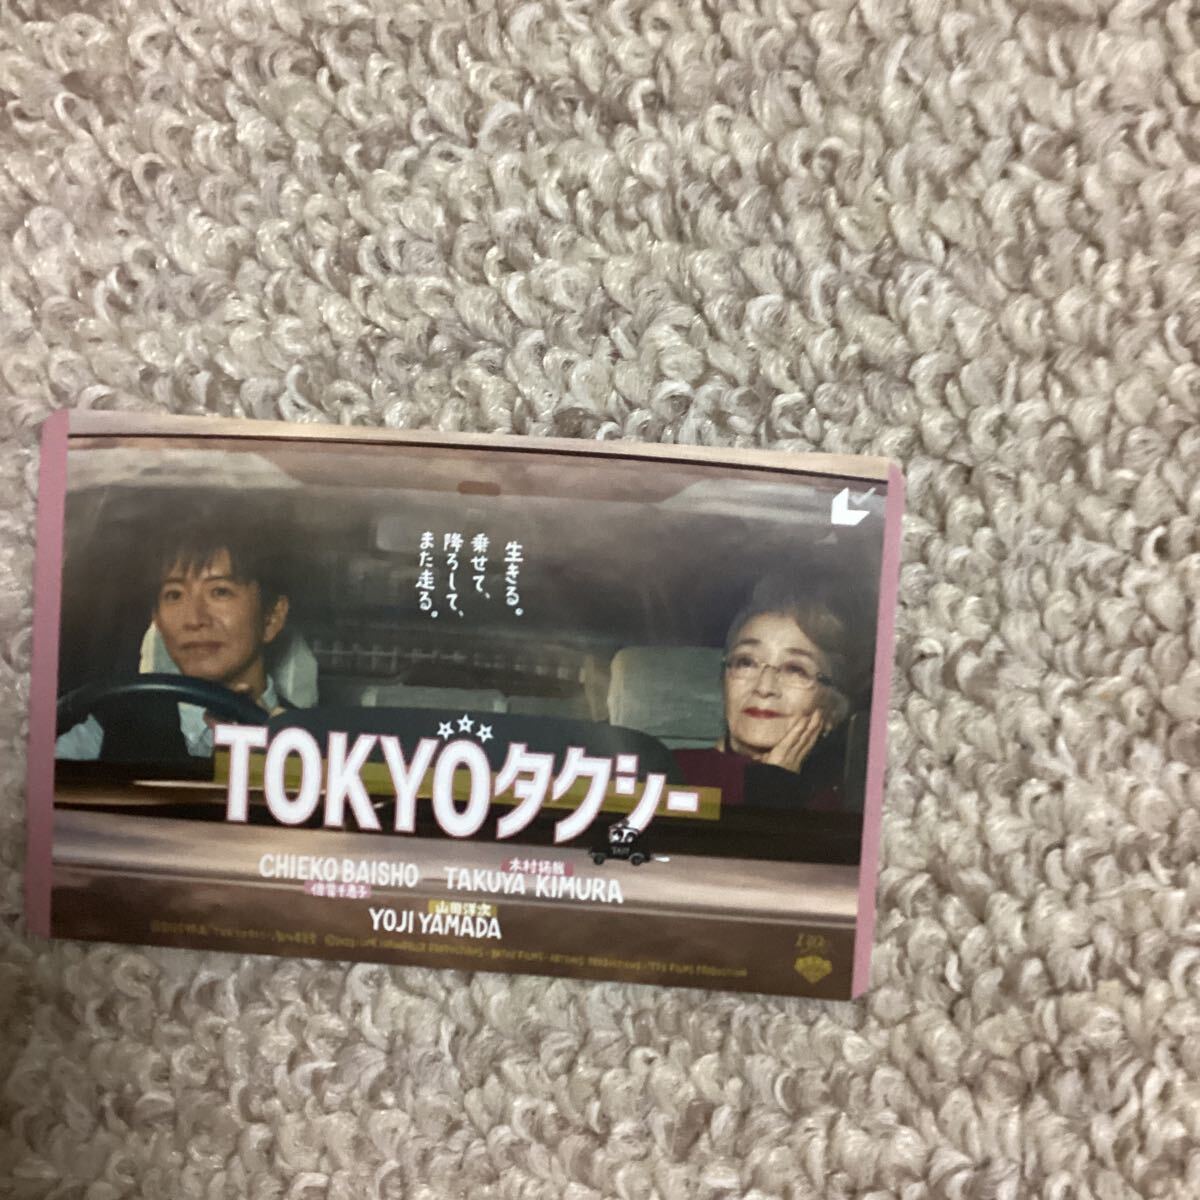 生きる。
乗せて、
降ろして、
また走る。
TOKYOタクシー
TAXI
CHIEKO BAISHO
倍賞千恵子
木村拓哉
TAKUYA KIMURA
山田洋次
YOJI YAMADA